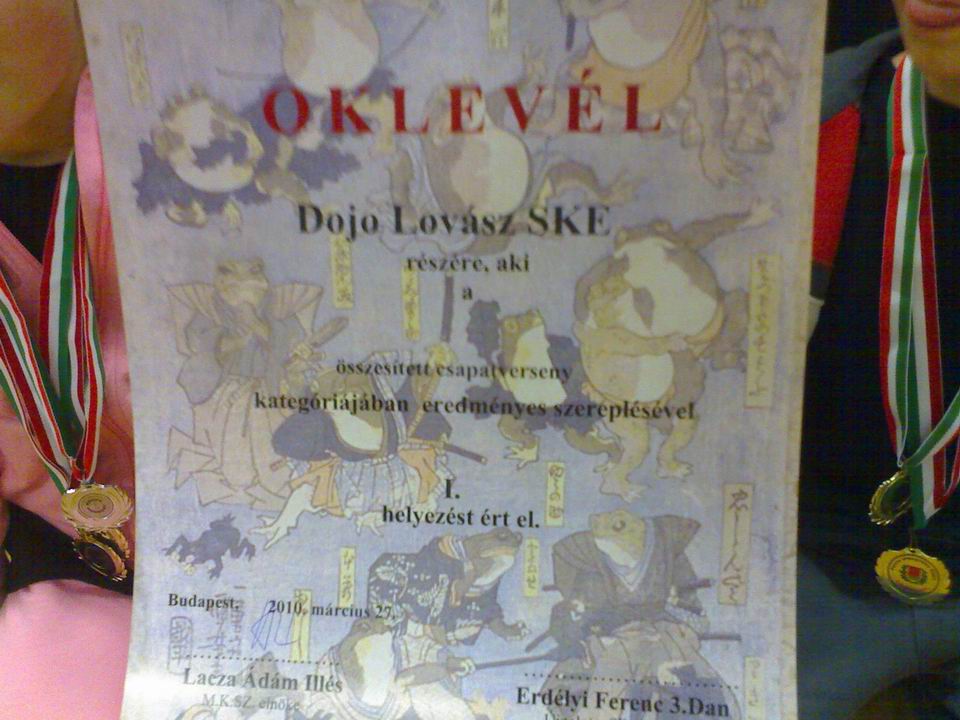 OKLEVÉL
Dojo Lovász SKE
részére, aki
a
összesített csapatverseny
kategóriájában eredményes szereplésével
I.
helyezést ért el.
Budapest, 2010. március 27.
Lacza Ádám Illés
M.K.SZ. elnöke
Erdélyi Ferenc 3.Dan